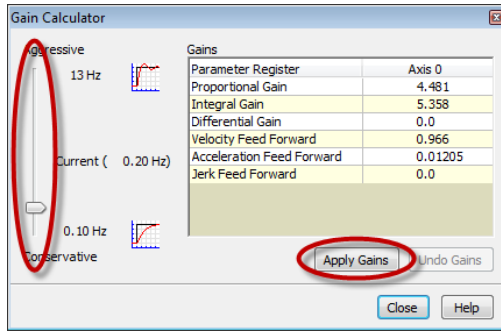 Gain Calculator
Aggressive
13 Hz
Current ( 0.20 Hz)
0.10 Hz
Conservative
Gains
Parameter Register Axis 0
Proportional Gain 4.481
Integral Gain 5.358
Differential Gain 0.0
Velocity Feed Forward 0.966
Acceleration Feed Forward 0.01205
Jerk Feed Forward 0.0
Apply Gains Undo Gains
Close Help